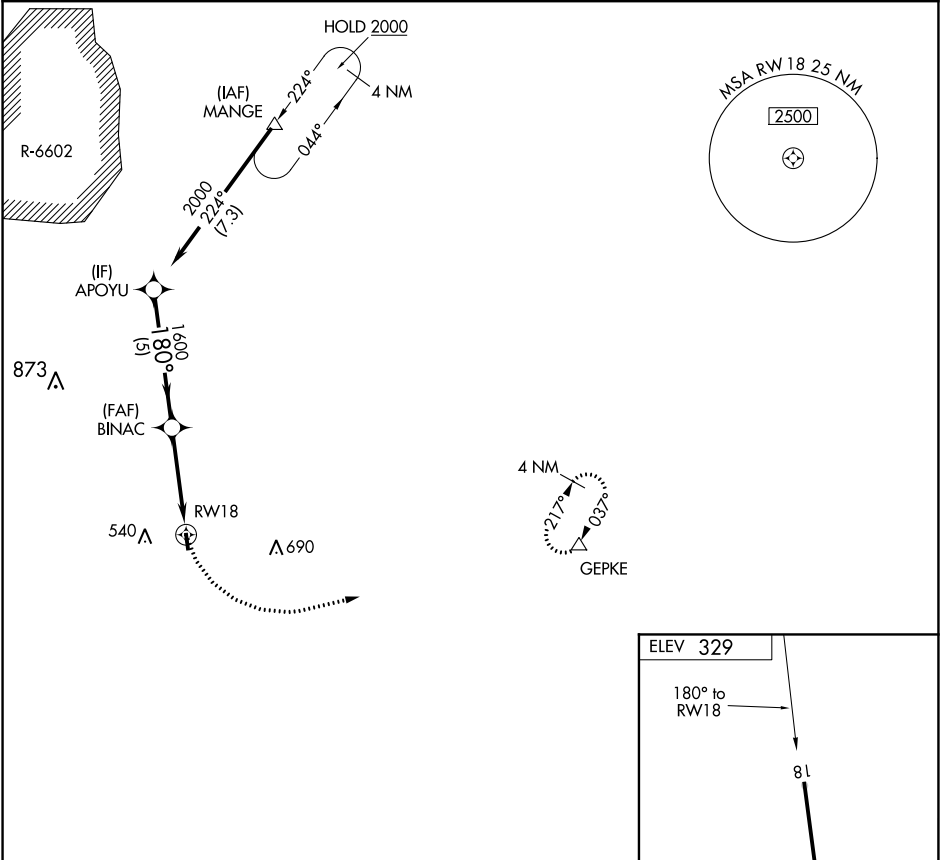 HOLD 2000
224°
4 NM
(IAF)
MANGE
044°
R-6602
2000
224°
(7.3)
MSA RW 18 25 NM
2500
(IF)
APOYU
1600
180°
(5)
873
(FAF)
BINAC
RW18
540
690
4 NM
217°
037°
GEPKE
ELEV 329
180° to
RW18
18